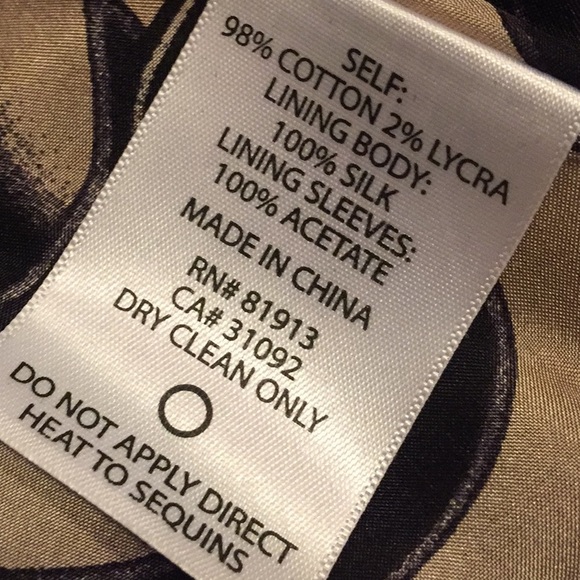 SELF:
98% COTTON 2% LYCRA
LINING BODY:
100% SILK
LINING SLEEVES:
100% ACETATE
MADE IN CHINA
RN# 81913
CA# 31092
DRY CLEAN ONLY
DO NOT APPLY DIRECT
HEAT TO SEQUINS